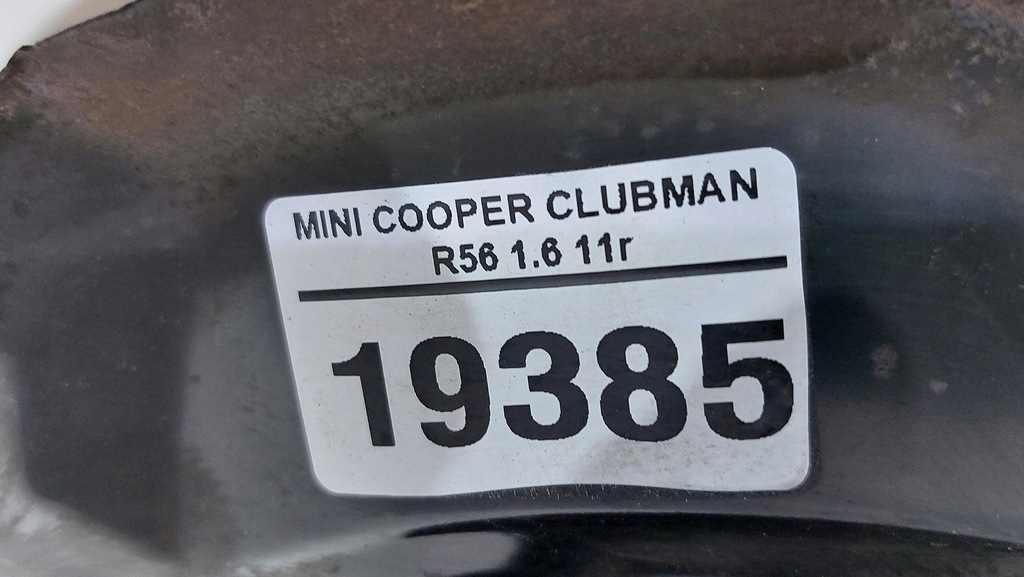 MINI COOPER CLUBMAN
R56 1.6 11r
19385